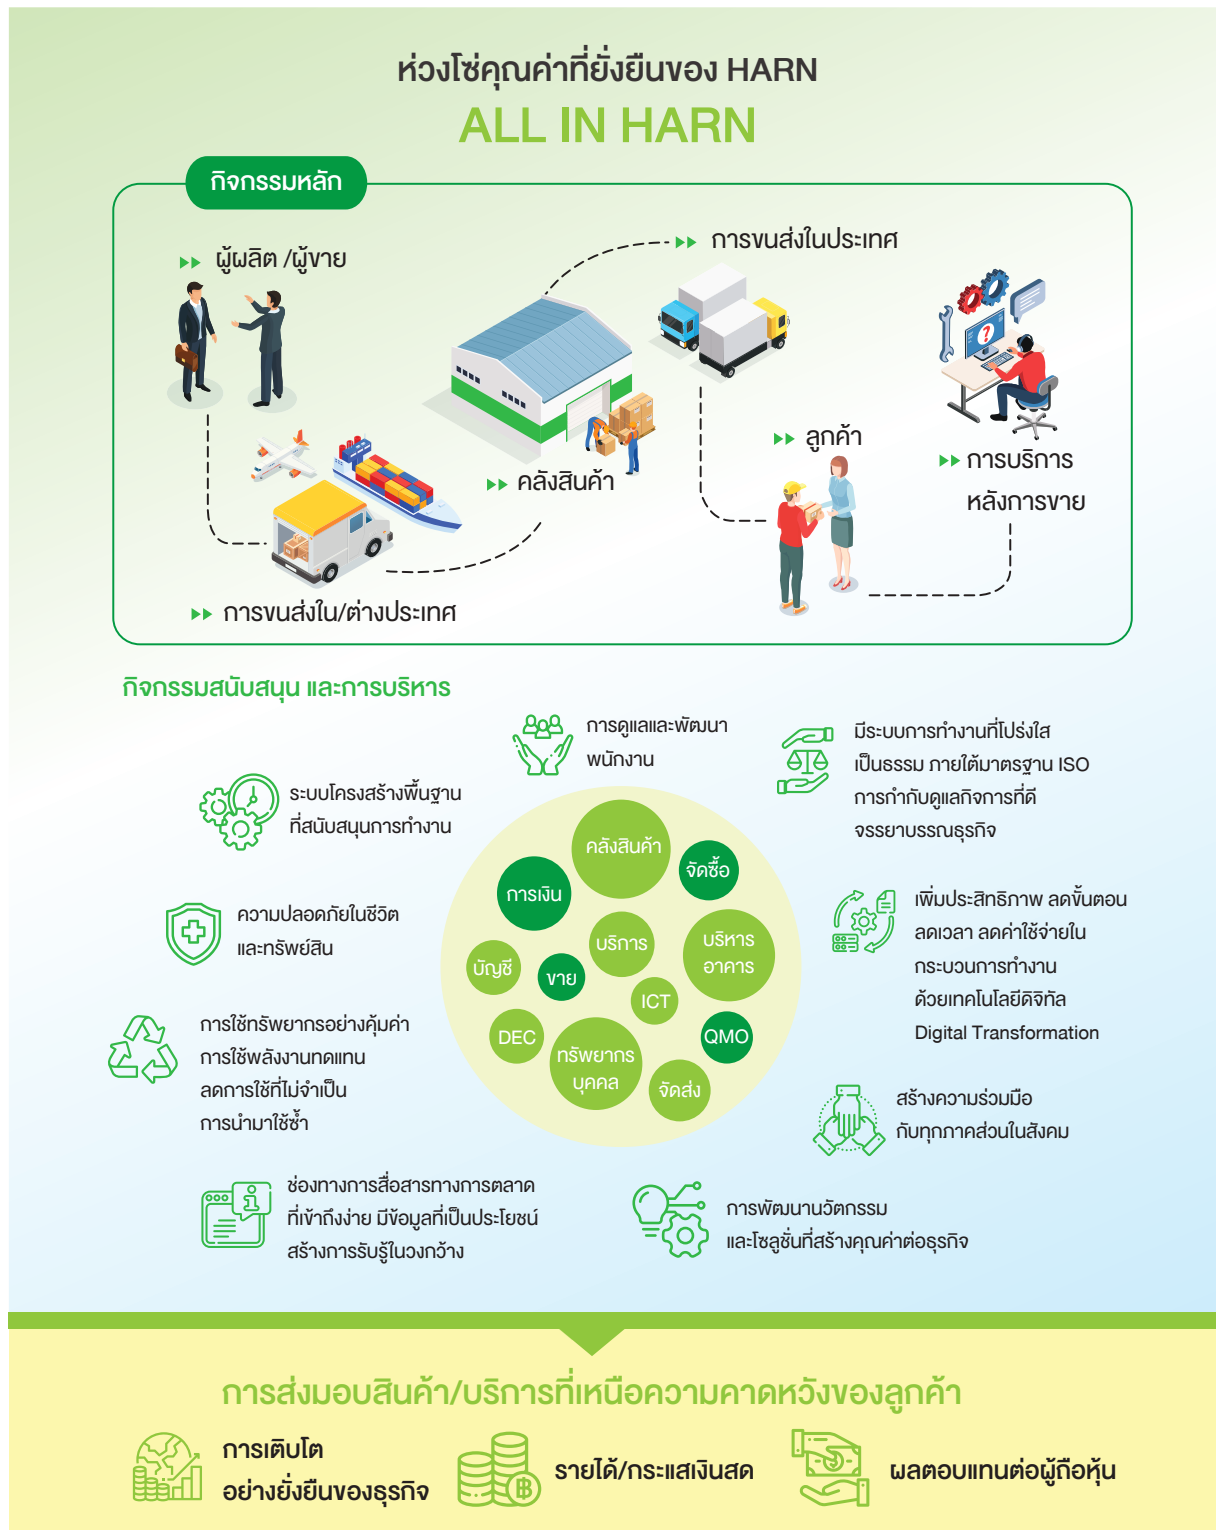 ห่วงโซ่คุณค่าที่ยั่งยืนของ HARN
ALL IN HARN
กิจกรรมหลัก
ผู้ผลิต /ผู้ขาย
การขนส่งใน/ต่างประเทศ
คลังสินค้า
การขนส่งในประเทศ
ลูกค้า
การบริการ
หลังการขาย
?
กิจกรรมสนับสนุน และการบริหาร
การดูแลและพัฒนา
พนักงาน
มีระบบการทำงานที่โปร่งใส
เป็นธรรม ภายใต้มาตรฐาน ISO
การกำกับดูแลกิจการที่ดี
จรรยาบรรณธุรกิจ
ระบบโครงสร้างพื้นฐาน
ที่สนับสนุนการทำงาน
ความปลอดภัยในชีวิต
และทรัพย์สิน
การใช้ทรัพยากรอย่างคุ้มค่า
การใช้พลังงานทดแทน
ลดการใช้ที่ไม่จำเป็น
การนำมาใช้ซ้ำ
คลังสินค้า
จัดซื้อ
การเงิน
บริการ
บริหาร
อาคาร
บัญชี
ขาย
ICT
DEC
QMO
ทรัพยากร
บุคคล
จัดส่ง
เพิ่มประสิทธิภาพ ลดขั้นตอน
ลดเวลา ลดค่าใช้จ่ายใน
กระบวนการทำงาน
ด้วยเทคโนโลยีดิจิทัล
Digital Transformation
สร้างความร่วมมือ
กับทุกภาคส่วนในสังคม
ช่องทางการสื่อสารทางการตลาด
ที่เข้าถึงง่าย มีข้อมูลที่เป็นประโยชน์
สร้างการรับรู้ในวงกว้าง
การพัฒนานวัตกรรม
และโซลูชั่นที่สร้างคุณค่าต่อธุรกิจ
การส่งมอบสินค้า/บริการที่เหนือความคาดหวังของลูกค้า
การเติบโต
อย่างยั่งยืนของธุรกิจ
รายได้/กระแสเงินสด
ผลตอบแทนต่อผู้ถือหุ้น